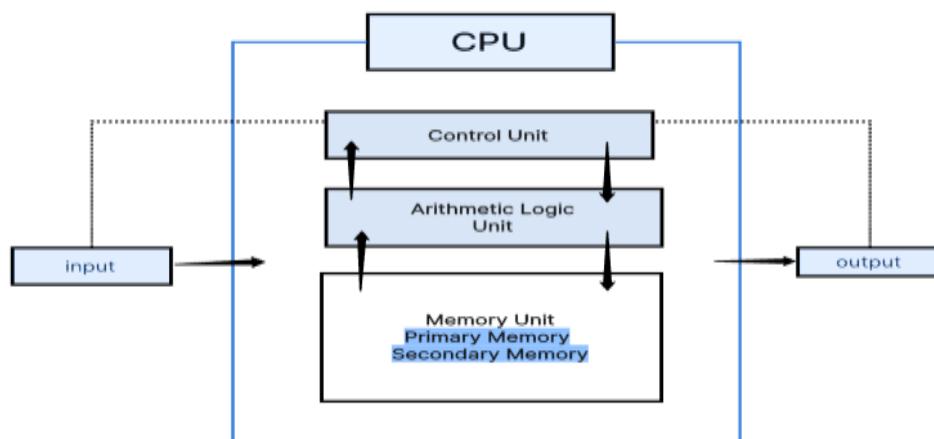 CPU
Control Unit
Arithmetic Logic
Unit
input
output
Memory Unit
Primary Memory
Secondary Memory